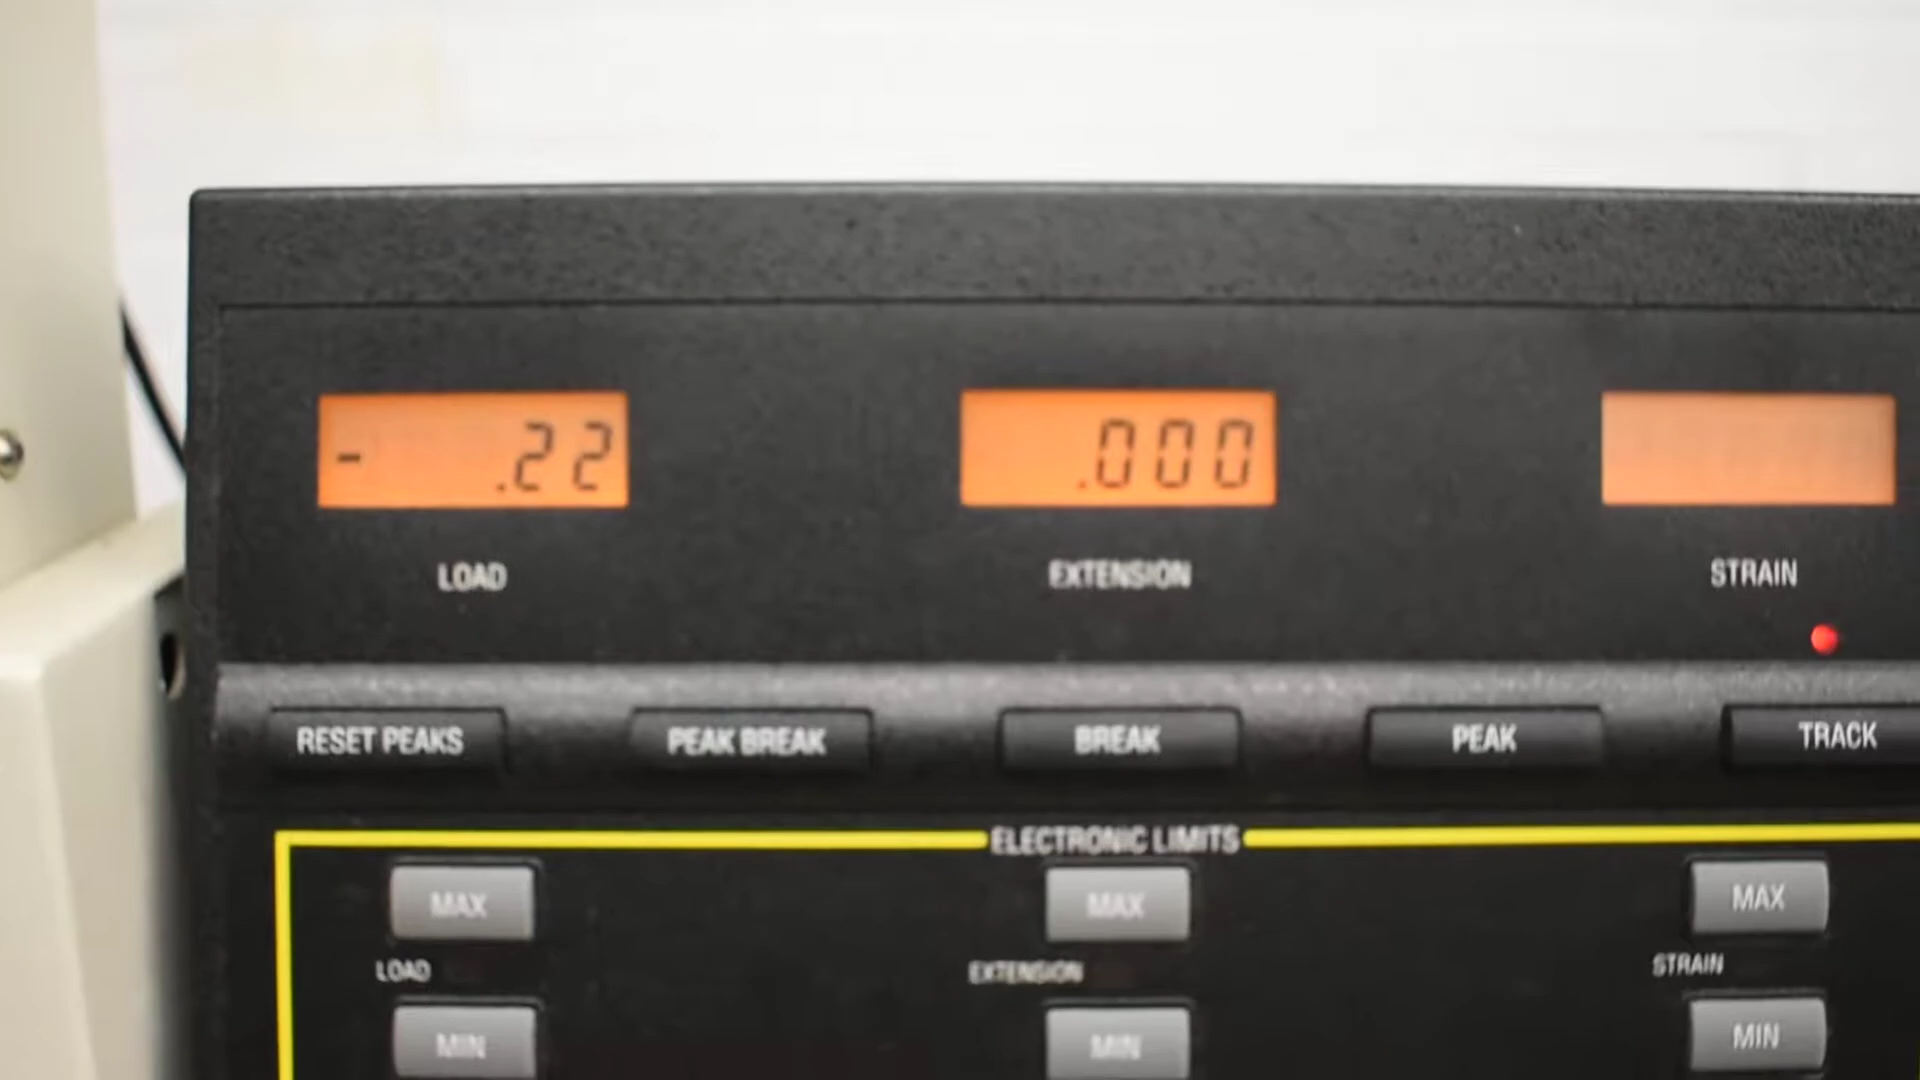 - .22 .000
LOAD EXTENSION STRAIN
RESET PEAKS PEAK BREAK BREAK PEAK TRACK
ELECTRONIC LIMITS
MAX MAX MAX
LOAD EXTENSION STRAIN
MIN MIN MIN